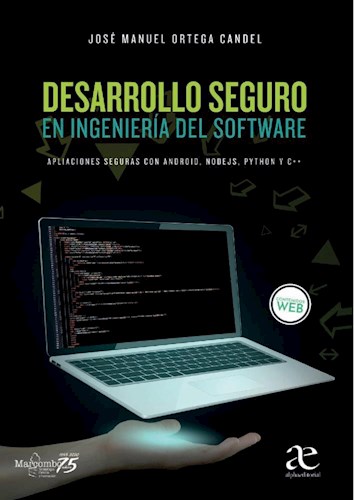 JOSÉ MANUEL ORTEGA CANDEL
DESARROLLO SEGURO
EN INGENIERÍA DEL SOFTWARE
APLIACIONES SEGURAS CON ANDROID, NODEJS, PYTHON Y C++
WEB
Marcombo
75
alphaeditorial